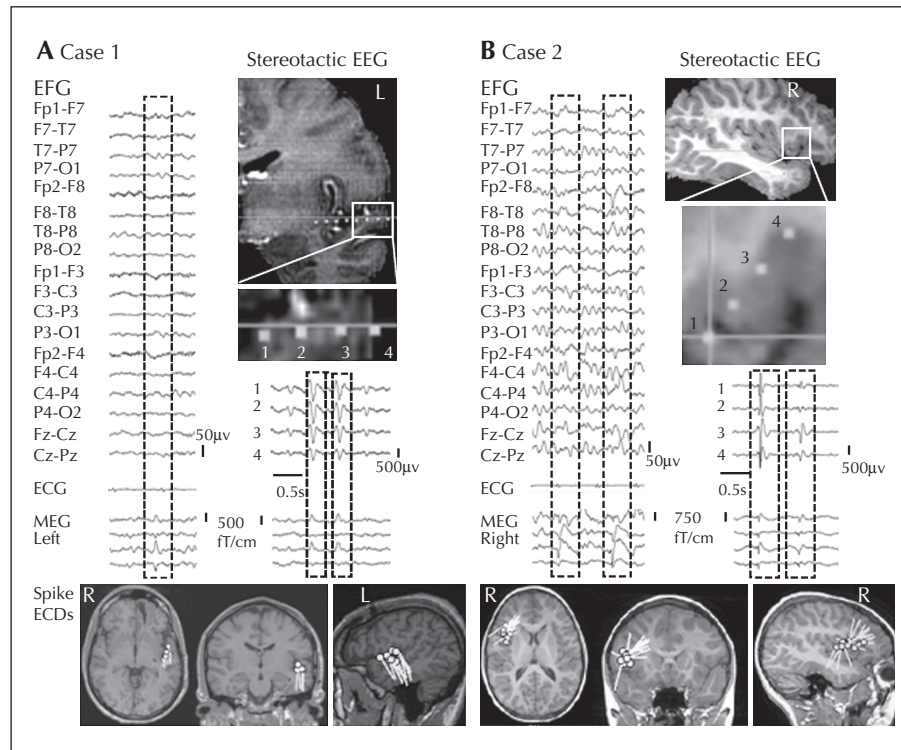 A Case 1
Stereotactic EEG
L
EFG
Fp1-F7
F7-T7
T7-P7
P7-O1
Fp2-F8
F8-T8
T8-P8
P8-O2
Fp1-F3
F3-C3
C3-P3
P3-O1
Fp2-F4
F4-C4
C4-P4
P4-O2
Fz-Cz
Cz-Pz
50μv
ECG
MEG
Left
500
fT/cm
1 2 3 4
1
2
3
4
500μv
0.5s
B Case 2
Stereotactic EEG
R
EFG
Fp1-F7
F7-T7
T7-P7
P7-O1
Fp2-F8
F8-T8
T8-P8
P8-O2
Fp1-F3
F3-C3
C3-P3
P3-O1
Fp2-F4
F4-C4
C4-P4
P4-O2
Fz-Cz
Cz-Pz
50μv
ECG
MEG
Right
750
fT/cm
4
3
2
1
1
2
3
4
500μv
0.5s
Spike
ECDs
R
L
R
R